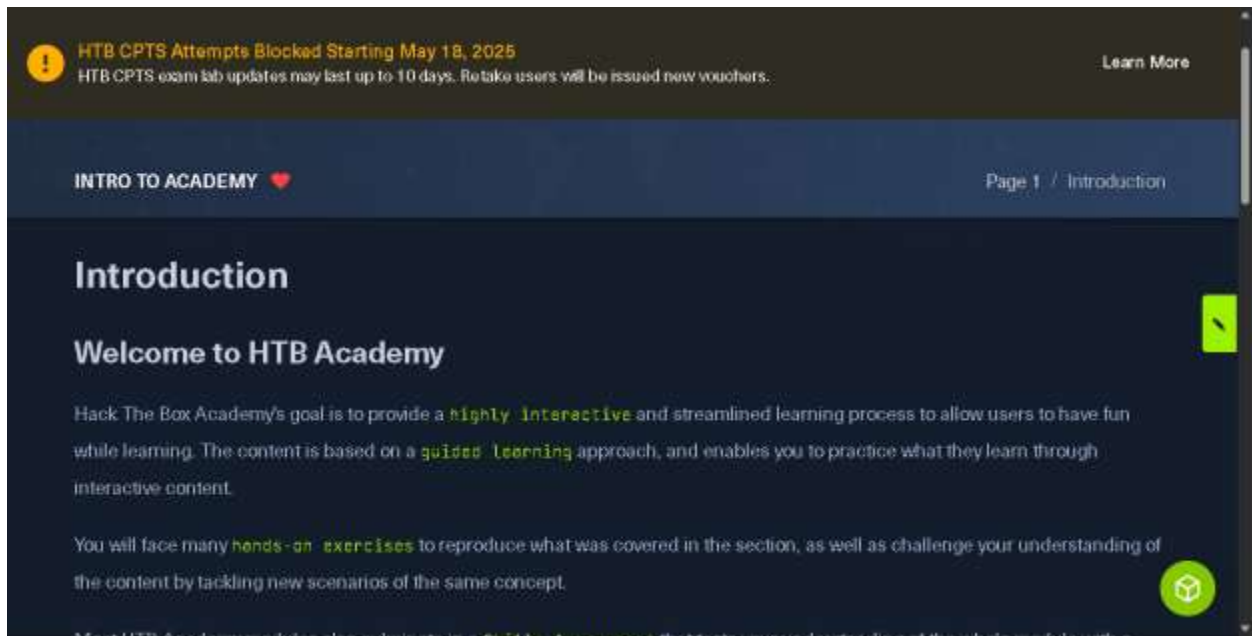 HTB CPTS Attempts Blocked Starting May 18, 2025
HTB CPTS exam lab updates may last up to 10 days. Retake users will be issued new vouchers.
Learn More
INTRO TO ACADEMY
Page 1 / Introduction
Introduction
Welcome to HTB Academy
Hack The Box Academy's goal is to provide a highly interactive and streamlined learning process to allow users to have fun
while learning. The content is based on a guided learning approach, and enables you to practice what they learn through
interactive content.
You will face many hands-on exercises to reproduce what was covered in the section, as well as challenge your understanding of
the content by tackling new scenarios of the same concept.